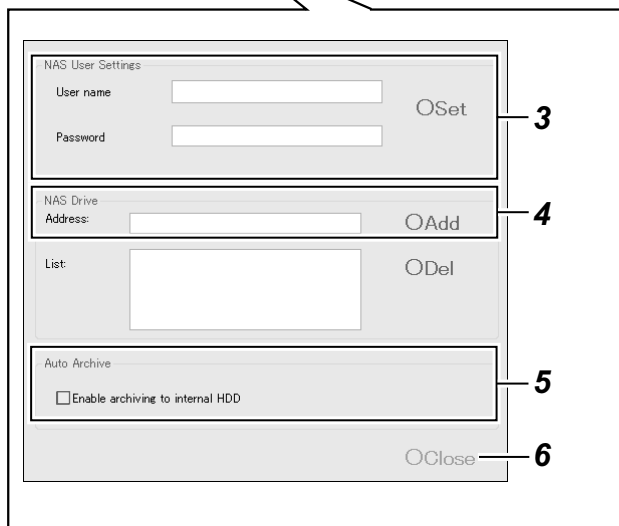 NAS User Settings
User name
OSet
3
Password
NAS Drive
Address:
OAdd
4
List:
ODel
Auto Archive
Enable archiving to internal HDD
5
OClose
6